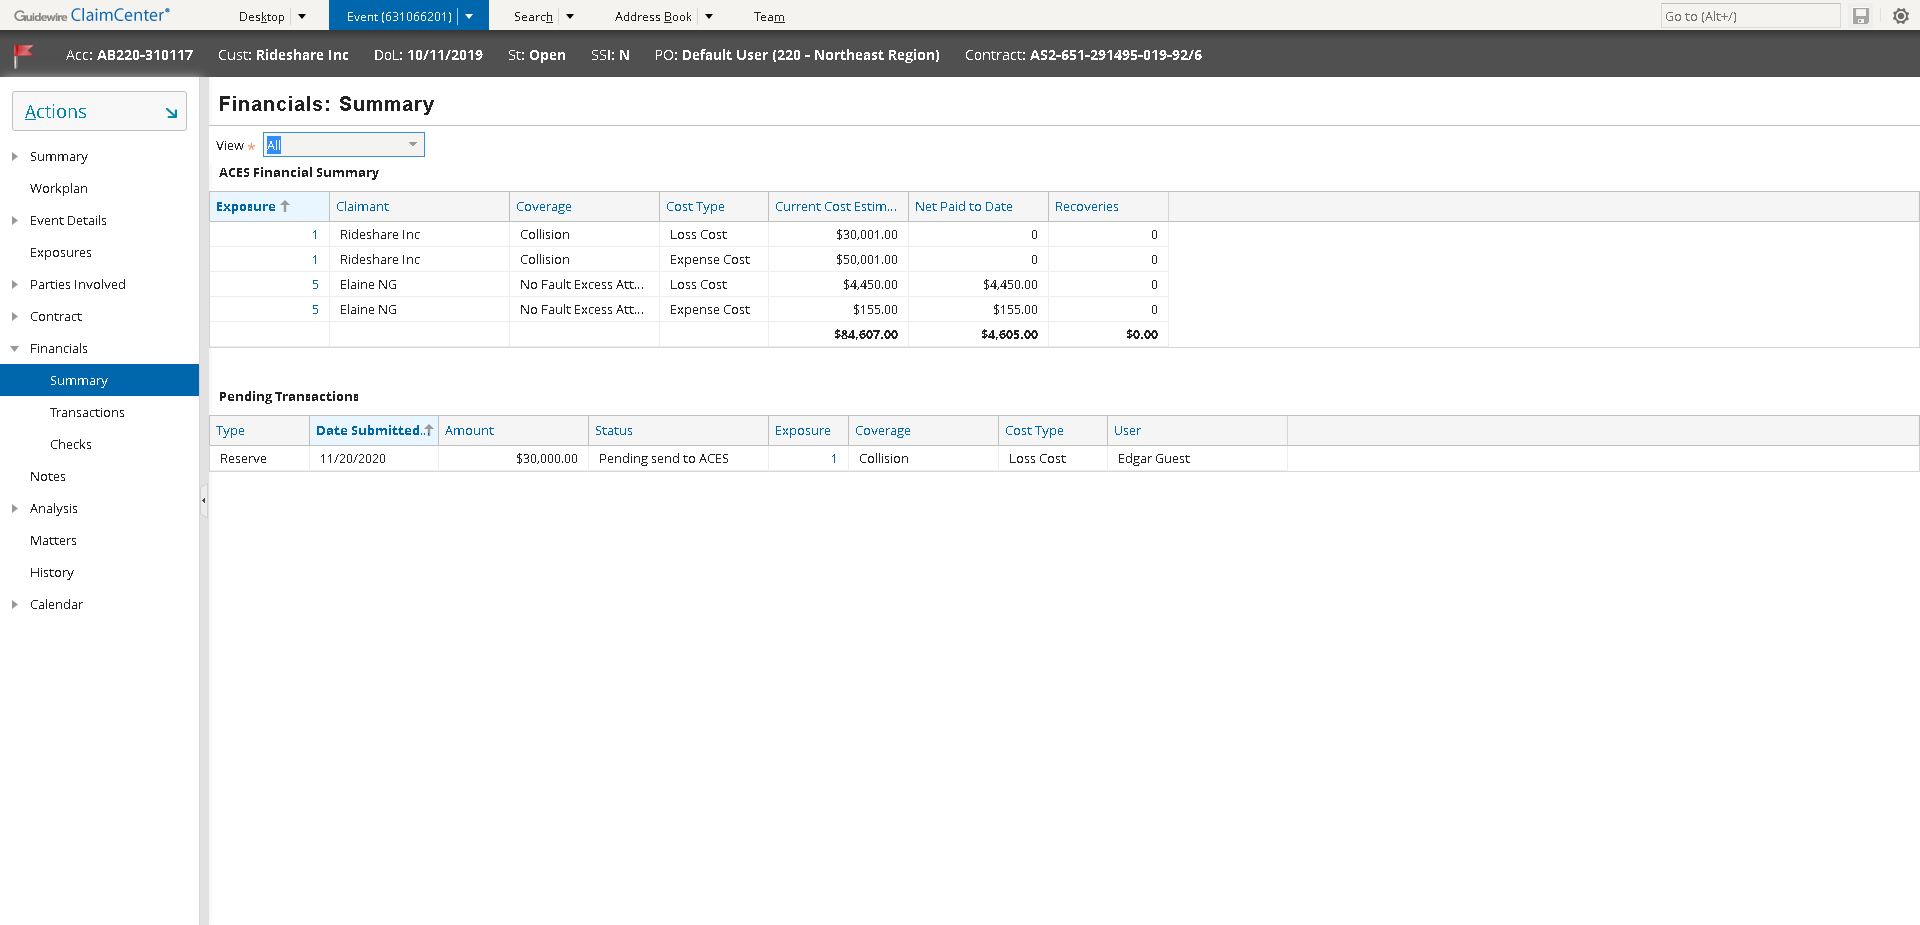 Guidewire ClaimCenter® Desktop Event (631066201) Search Address Book Team Go to (Alt+/)
Acc: AB220-310117 Cust: Rideshare Inc DoL: 10/11/2019 St: Open SSI: N PO: Default User (220 - Northeast Region) Contract: AS2-651-291495-019-92/6
Actions
Summary
Workplan
Event Details
Exposures
Parties Involved
Contract
Financials
Summary
Transactions
Checks
Notes
Analysis
Matters
History
Calendar
Financials: Summary
View * All
ACES Financial Summary
Exposure Claimant Coverage Cost Type Current Cost Estim... Net Paid to Date Recoveries
1 Rideshare Inc Collision Loss Cost $30,001.00 0 0
1 Rideshare Inc Collision Expense Cost $50,001.00 0 0
5 Elaine NG No Fault Excess Att... Loss Cost $4,450.00 $4,450.00 0
5 Elaine NG No Fault Excess Att... Expense Cost $155.00 $155.00 0
$84,607.00 $4,605.00 $0.00
Pending Transactions
Type Date Submitted.. Amount Status Exposure Coverage Cost Type User
Reserve 11/20/2020 $30,000.00 Pending send to ACES 1 Collision Loss Cost Edgar Guest